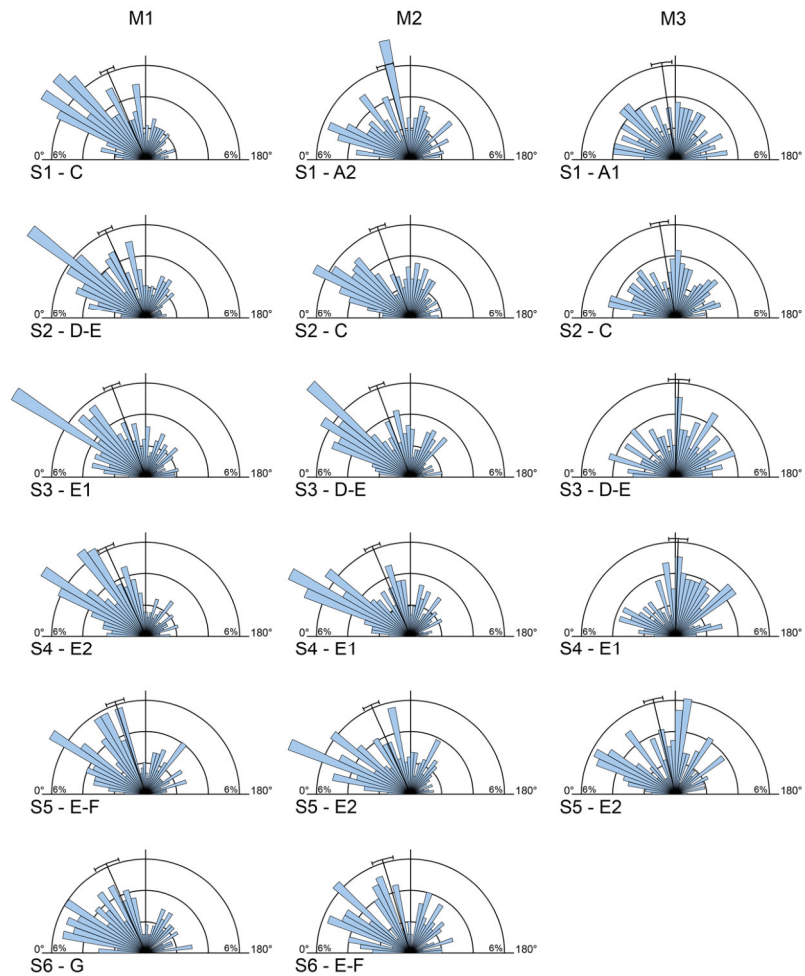 M1 M2 M3
0° 6% 6% 180° 0° 6% 6% 180° 0° 6% 6% 180°
S1 - C S1 - A2 S1 - A1
0° 6% 6% 180° 0° 6% 6% 180° 0° 6% 6% 180°
S2 - D-E S2 - C S2 - C
0° 6% 6% 180° 0° 6% 6% 180° 0° 6% 6% 180°
S3 - E1 S3 - D-E S3 - D-E
0° 6% 6% 180° 0° 6% 6% 180° 0° 6% 6% 180°
S4 - E2 S4 - E1 S4 - E1
0° 6% 6% 180° 0° 6% 6% 180° 0° 6% 6% 180°
S5 - E-F S5 - E2 S5 - E2
0° 6% 6% 180° 0° 6% 6% 180°
S6 - G S6 - E-F